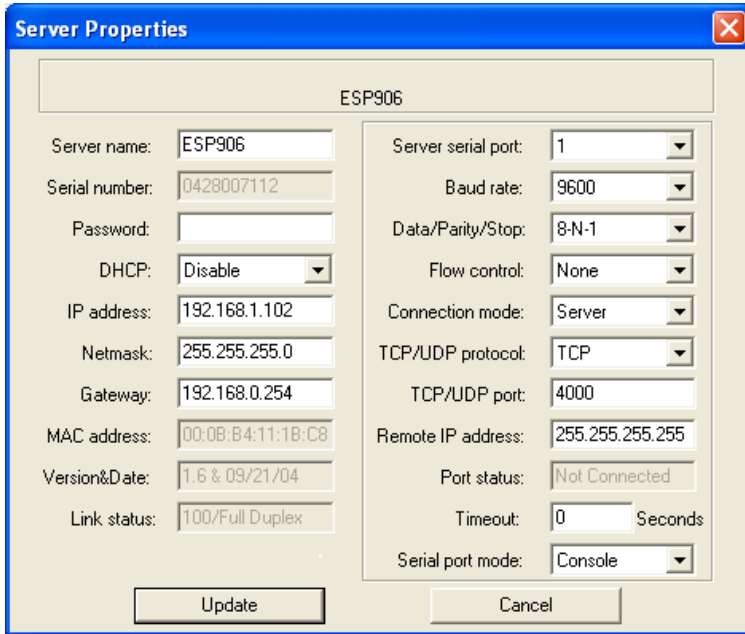 Server Properties
ESP906
Server name: ESP906
Serial number: 0428007112
Password:
DHCP: Disable
IP address: 192.168.1.102
Netmask: 255.255.255.0
Gateway: 192.168.0.254
MAC address: 00:0B:B4:11:1B:C8
Version&Date: 1.6 & 09/21/04
Link status: 100/Full Duplex
Server serial port: 1
Baud rate: 9600
Data/Parity/Stop: 8-N-1
Flow control: None
Connection mode: Server
TCP/UDP protocol: TCP
TCP/UDP port: 4000
Remote IP address: 255.255.255.255
Port status: Not Connected
Timeout: 0 Seconds
Serial port mode: Console
Update
Cancel